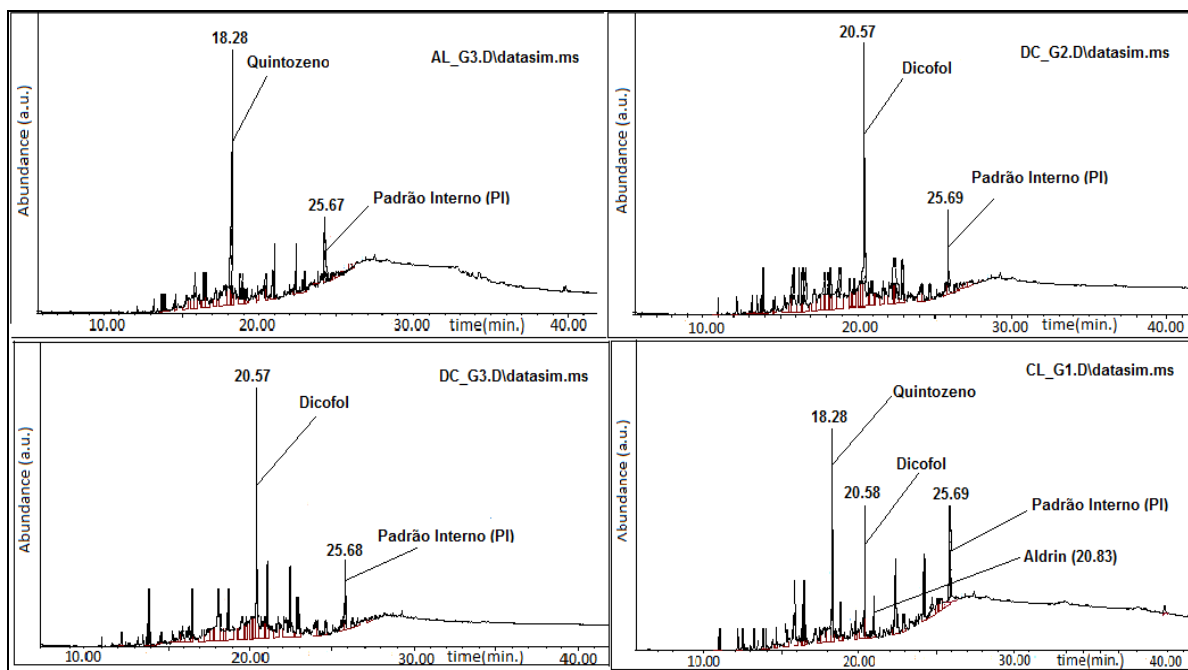 18.28
Quintozeno
AL_G3.D\datasim.ms
Padrão Interno (PI)
25.67
Abundance (a.u.)
10.00 20.00 30.00 time(min.) 40.00
20.57
DC_G2.D\datasim.ms
Dicofol
Padrão Interno (PI)
25.69
Abundance (a.u.)
10.00 20.00 30.00 time(min.) 40.00
20.57
DC_G3.D\datasim.ms
Dicofol
Padrão Interno (PI)
25.68
Abundance (a.u.)
10.00 20.00 30.00 time(min.) 40.00
CL_G1.D\datasim.ms
Quintozeno
18.28
Dicofol
20.58 25.69
Padrão Interno (PI)
Aldrin (20.83)
Abundance (a.u.)
10.00 20.00 30.00 time(min.) 40.00